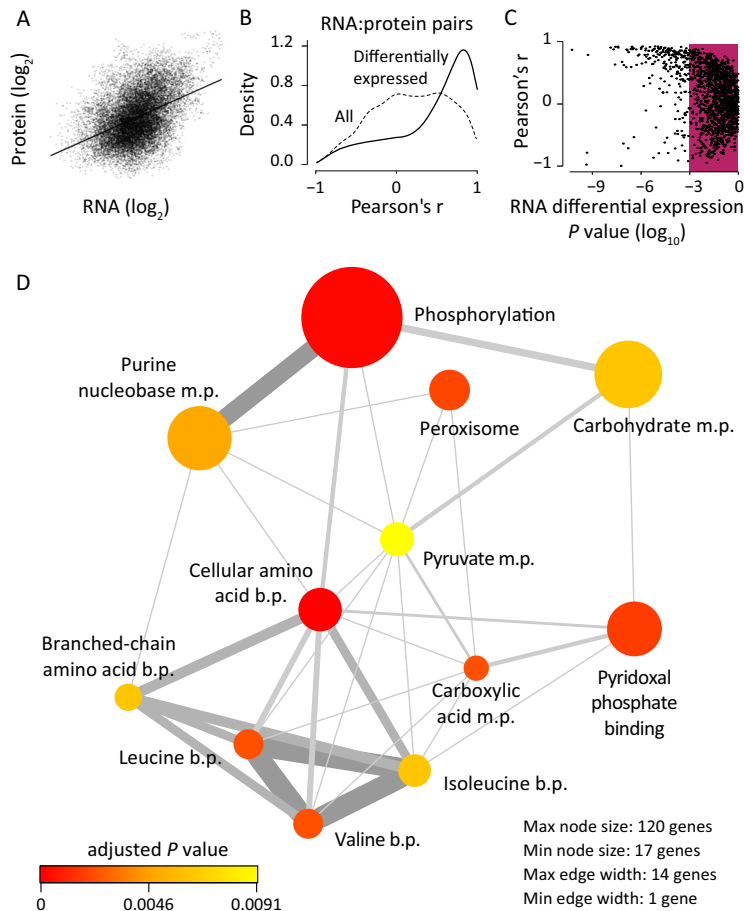 A
Protein (log2)
RNA (log2)
B
RNA:protein pairs
Density
1.2
0.8
0.4
0.0
Differentially
expressed
All
−1
0
1
Pearson's r
C
Pearson's r
1
0
−1
−9
−6
−3
0
RNA differential expression
P value (log10)
D
Phosphorylation
Purine
nucleobase m.p.
Peroxisome
Carbohydrate m.p.
Pyruvate m.p.
Cellular amino
acid b.p.
Branched-chain
amino acid b.p.
Carboxylic
acid m.p.
Pyridoxal
phosphate
binding
Leucine b.p.
Isoleucine b.p.
Valine b.p.
adjusted P value
0
0.0046
0.0091
Max node size: 120 genes
Min node size: 17 genes
Max edge width: 14 genes
Min edge width: 1 gene